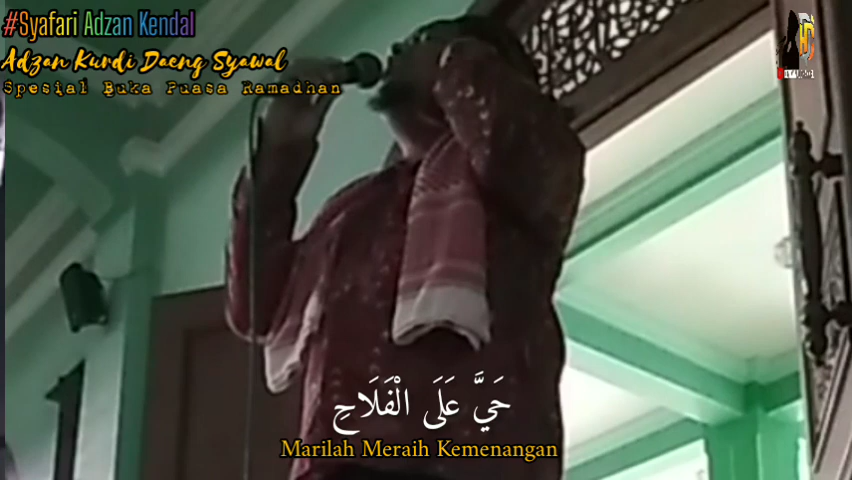 #Syafari Adzan Kendal
Adzan Kurdi Daeng Syawal
Spesial Buka Puasa Ramadhan
حَيَّ عَلَى الْفَلَاحِ
Marilah Meraih Kemenangan